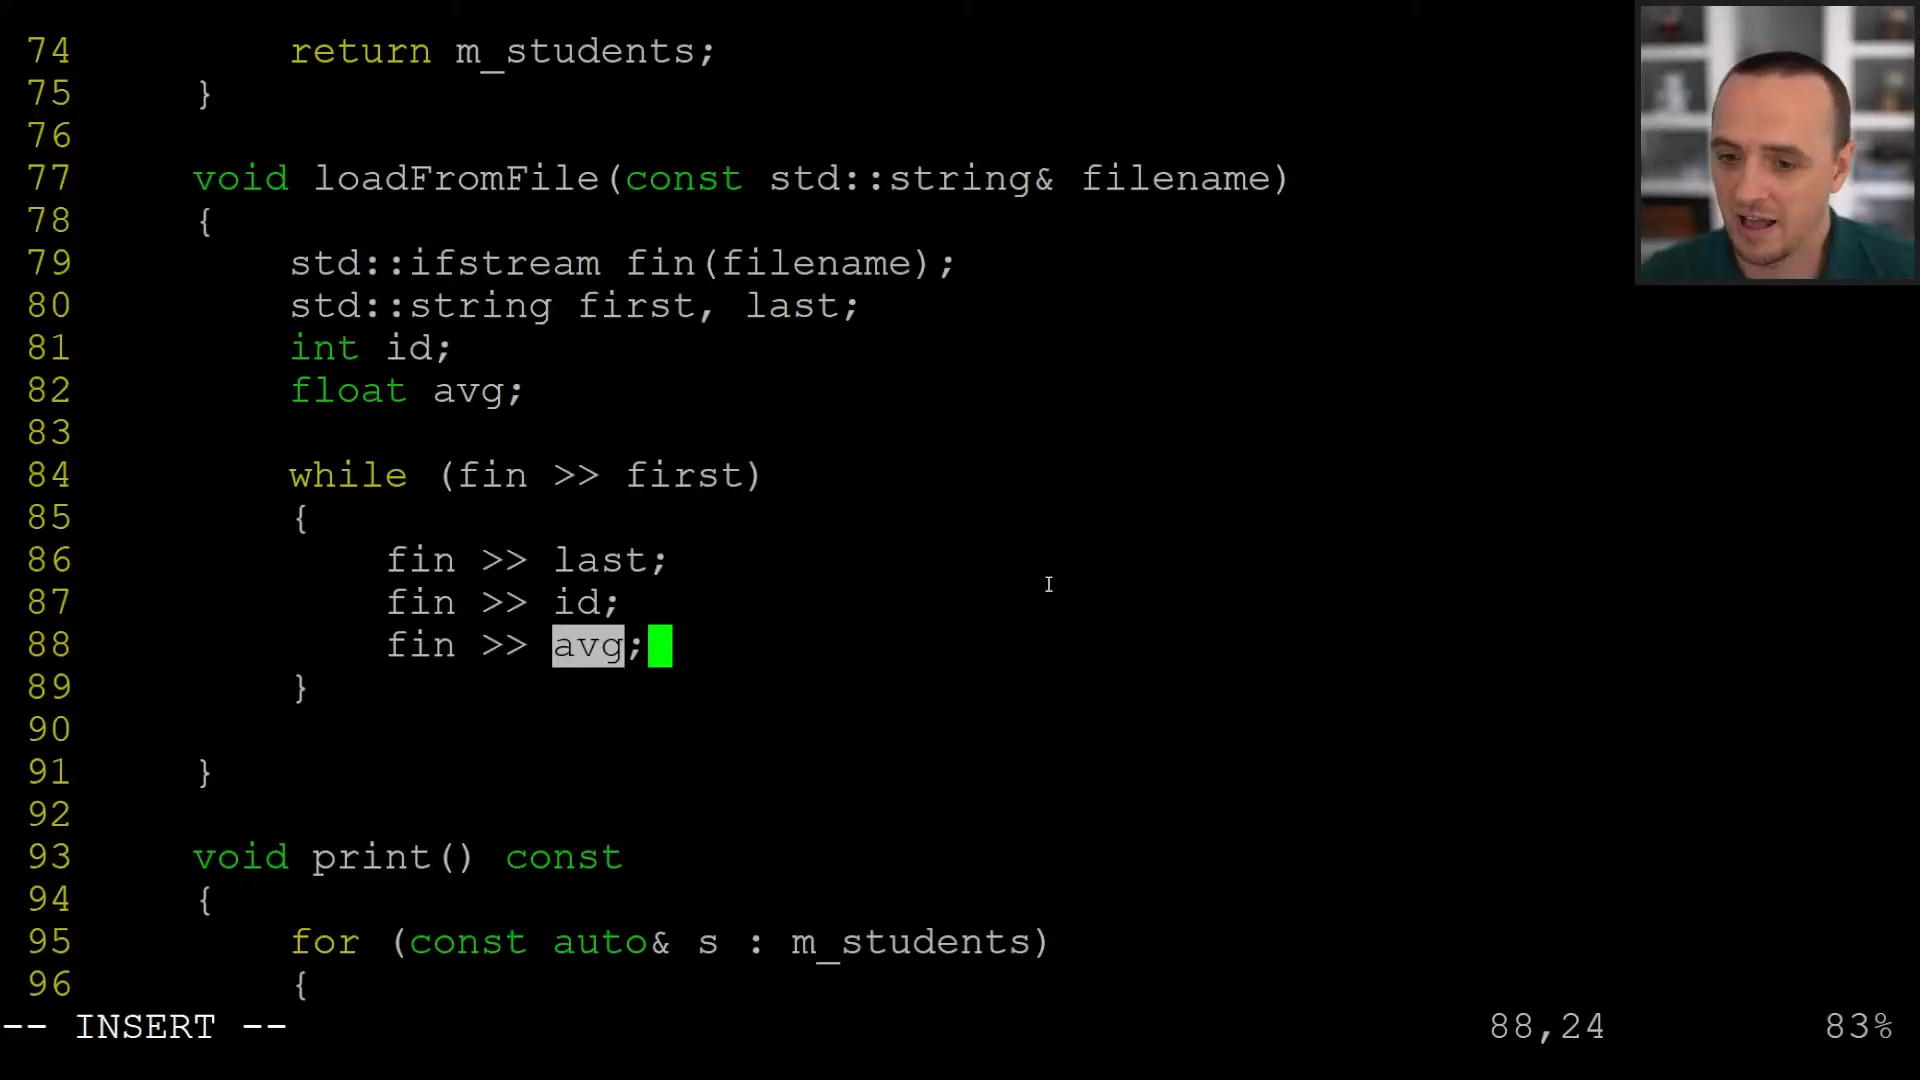 74 return m_students;
75 }
76
77 void loadFromFile(const std::string& filename)
78 {
79 std::ifstream fin(filename);
80 std::string first, last;
81 int id;
82 float avg;
83
84 while (fin >> first)
85 {
86 fin >> last;
87 fin >> id;
88 fin >> avg;
89 }
90
91 }
92
93 void print() const
94 {
95 for (const auto& s : m_students)
96 {
-- INSERT -- 88,24 83%